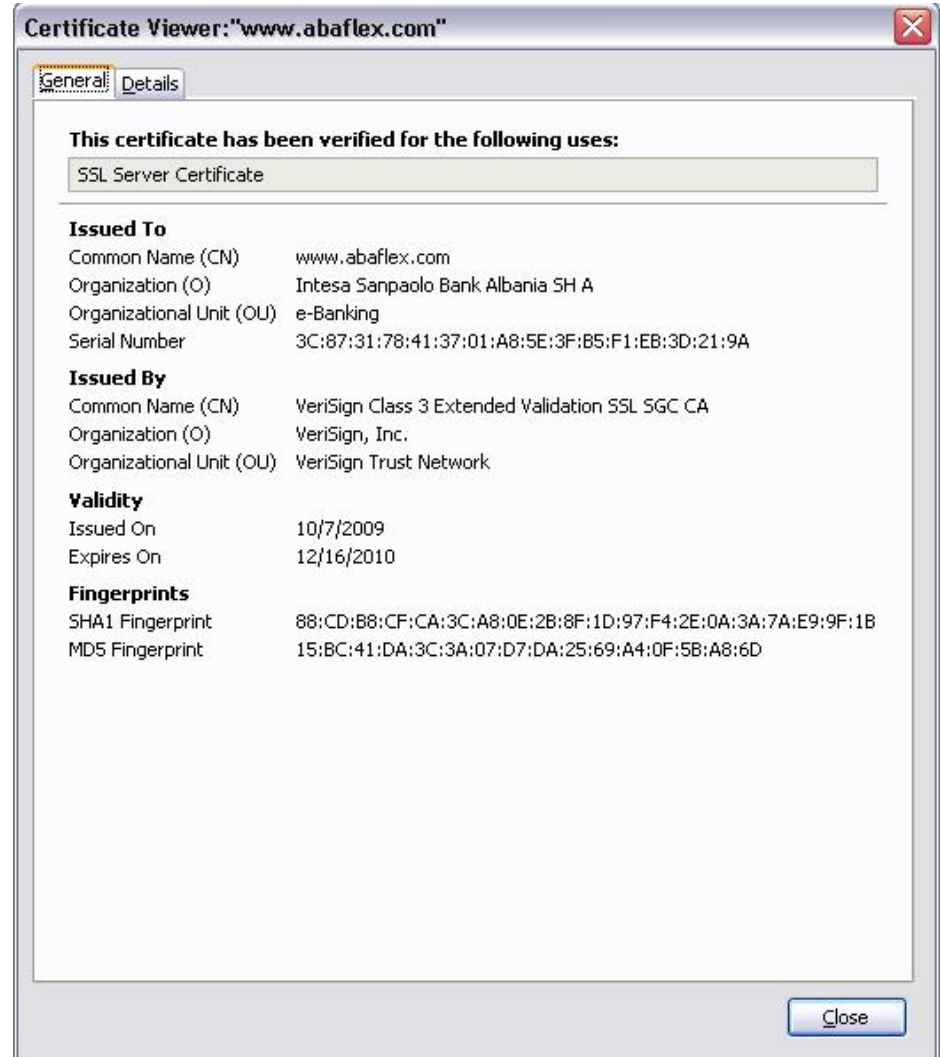 Certificate Viewer:"www.abaflex.com"
General Details
This certificate has been verified for the following uses:
SSL Server Certificate
Issued To
Common Name (CN) www.abaflex.com
Organization (O) Intesa Sanpaolo Bank Albania SH A
Organizational Unit (OU) e-Banking
Serial Number 3C:87:31:78:41:37:01:A8:5E:3F:B5:F1:EB:3D:21:9A
Issued By
Common Name (CN) VeriSign Class 3 Extended Validation SSL SGC CA
Organization (O) VeriSign, Inc.
Organizational Unit (OU) VeriSign Trust Network
Validity
Issued On 10/7/2009
Expires On 12/16/2010
Fingerprints
SHA1 Fingerprint 88:CD:B8:CF:CA:3C:A8:0E:2B:8F:1D:97:F4:2E:0A:3A:7A:E9:9F:1B
MD5 Fingerprint 15:BC:41:DA:3C:3A:07:D7:DA:25:69:A4:0F:5B:A8:6D
Close